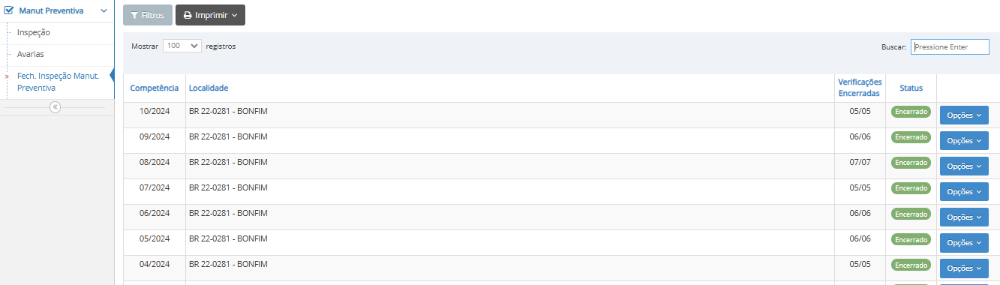 Manut Preventiva
Inspeção
Avarias
Fech. Inspeção Manut.
Preventiva
Filtros
Imprimir
Mostrar 100 registros
Buscar: Pressione Enter
Competência Localidade Verificações Encerradas Status
10/2024 BR 22-0281 - BONFIM 05/05 Encerrado Opções
09/2024 BR 22-0281 - BONFIM 06/06 Encerrado Opções
08/2024 BR 22-0281 - BONFIM 07/07 Encerrado Opções
07/2024 BR 22-0281 - BONFIM 05/05 Encerrado Opções
06/2024 BR 22-0281 - BONFIM 06/06 Encerrado Opções
05/2024 BR 22-0281 - BONFIM 06/06 Encerrado Opções
04/2024 BR 22-0281 - BONFIM 05/05 Encerrado Opções